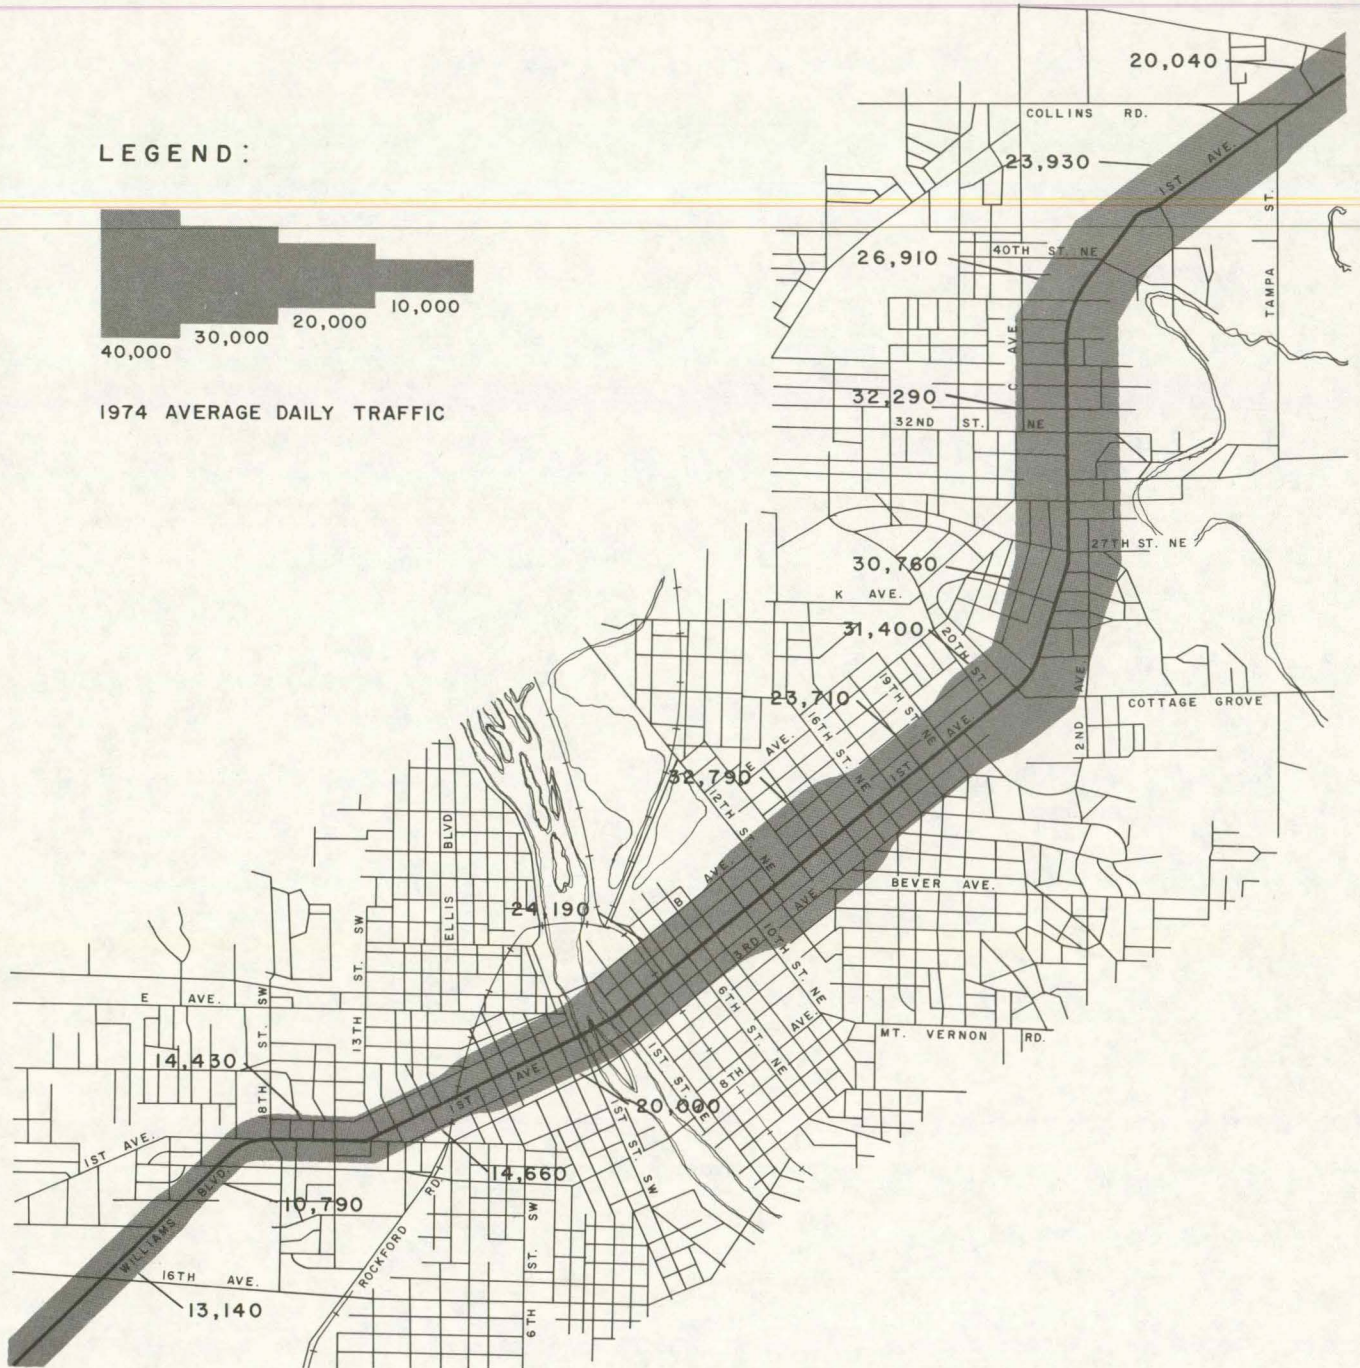 20,040
COLLINS RD.
LEGEND:
23,930
1ST AVE.
TAMPA ST.
40TH ST. NE
26,910
10,000
20,000
30,000
40,000
C AVE.
32,290
1974 AVERAGE DAILY TRAFFIC
32ND ST. NE
27TH ST. NE
30,760
K AVE.
31,400
20TH ST.
19TH ST. NE
23,710
16TH ST. NE
2ND AVE.
COTTAGE GROVE
E AVE.
1ST AVE.
32,790
12TH ST. NE
ELLIS BLVD
B AVE.
BEVER AVE.
24,190
3RD AVE.
10TH ST. NE
13TH ST. SW
E AVE.
8TH ST. SW
6TH ST. NE
8TH AVE.
MT. VERNON RD.
14,430
1ST AVE.
1ST ST. NE
20,000
1ST ST. SW
1ST AVE.
WILLIAMS BLVD.
14,660
10,790
ROCKFORD RD.
6TH ST. SW
16TH AVE.
13,140